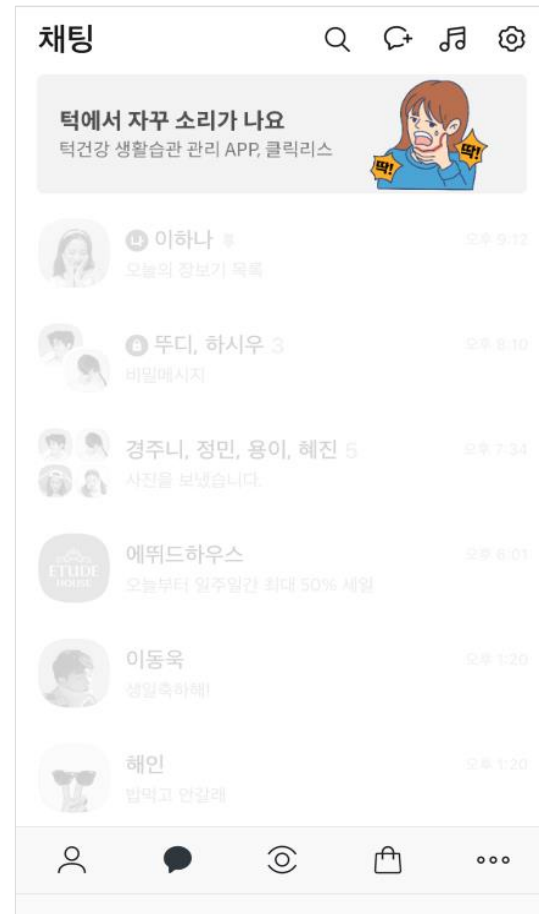 채팅
턱에서 자꾸 소리가 나요
턱건강 생활습관 관리 APP, 클릭리스
딱!
딱!
나 이하나
오후 9:12
오늘의 장보기 목록
뚜디, 하시우 3
오후 8:10
비밀메시지
경주니, 정민, 용이, 혜진 5
오후 7:34
사진을 보냈습니다.
에뛰드하우스
오후 6:01
ETUDE
HOUSE
오늘부터 일주일간 최대 50% 세일
이동욱
오후 1:20
생일축하해!
해인
오후 1:20
밥먹고 안갈래